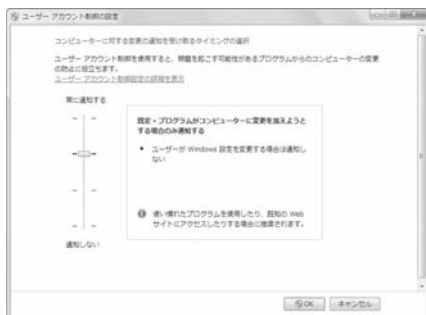 ユーザー アカウント制御の設定
コンピューターに対する変更の通知を受け取るタイミングの選択
ユーザー アカウント制御を使用すると、問題を起こす可能性があるプログラムからのコンピューターの変更
の防止に役立ちます。
ユーザー アカウント制御設定の詳細を表示
常に通知する
既定 - プログラムがコンピューターに変更を加えようと
する場合のみ通知する
• ユーザーが Windows 設定を変更する場合は通知し
ない
使い慣れたプログラムを使用したり、既知の Web
サイトにアクセスしたりする場合に推奨されます。
通知しない
OK キャンセル